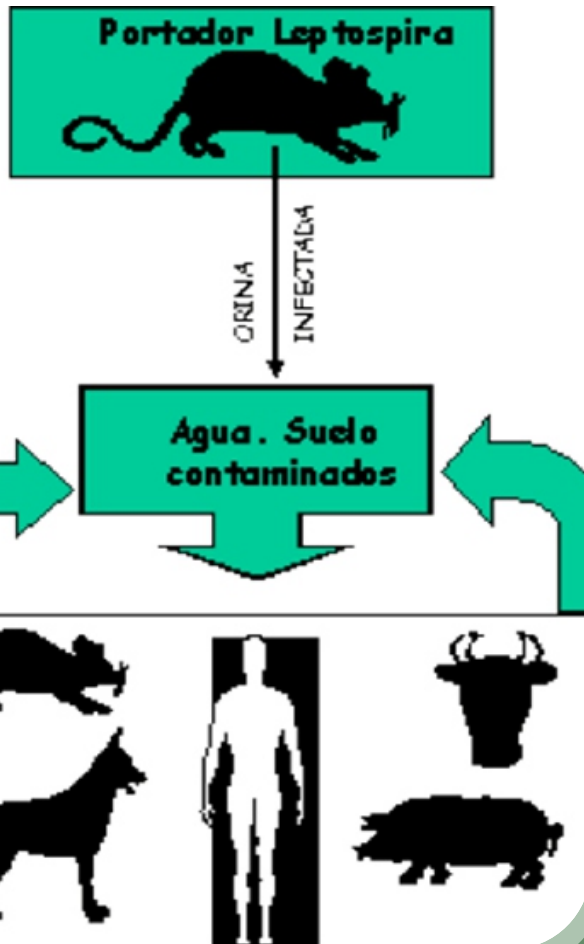 Portador Leptospira
ORINA
INFECTADA
Agua. Suelo
contaminados